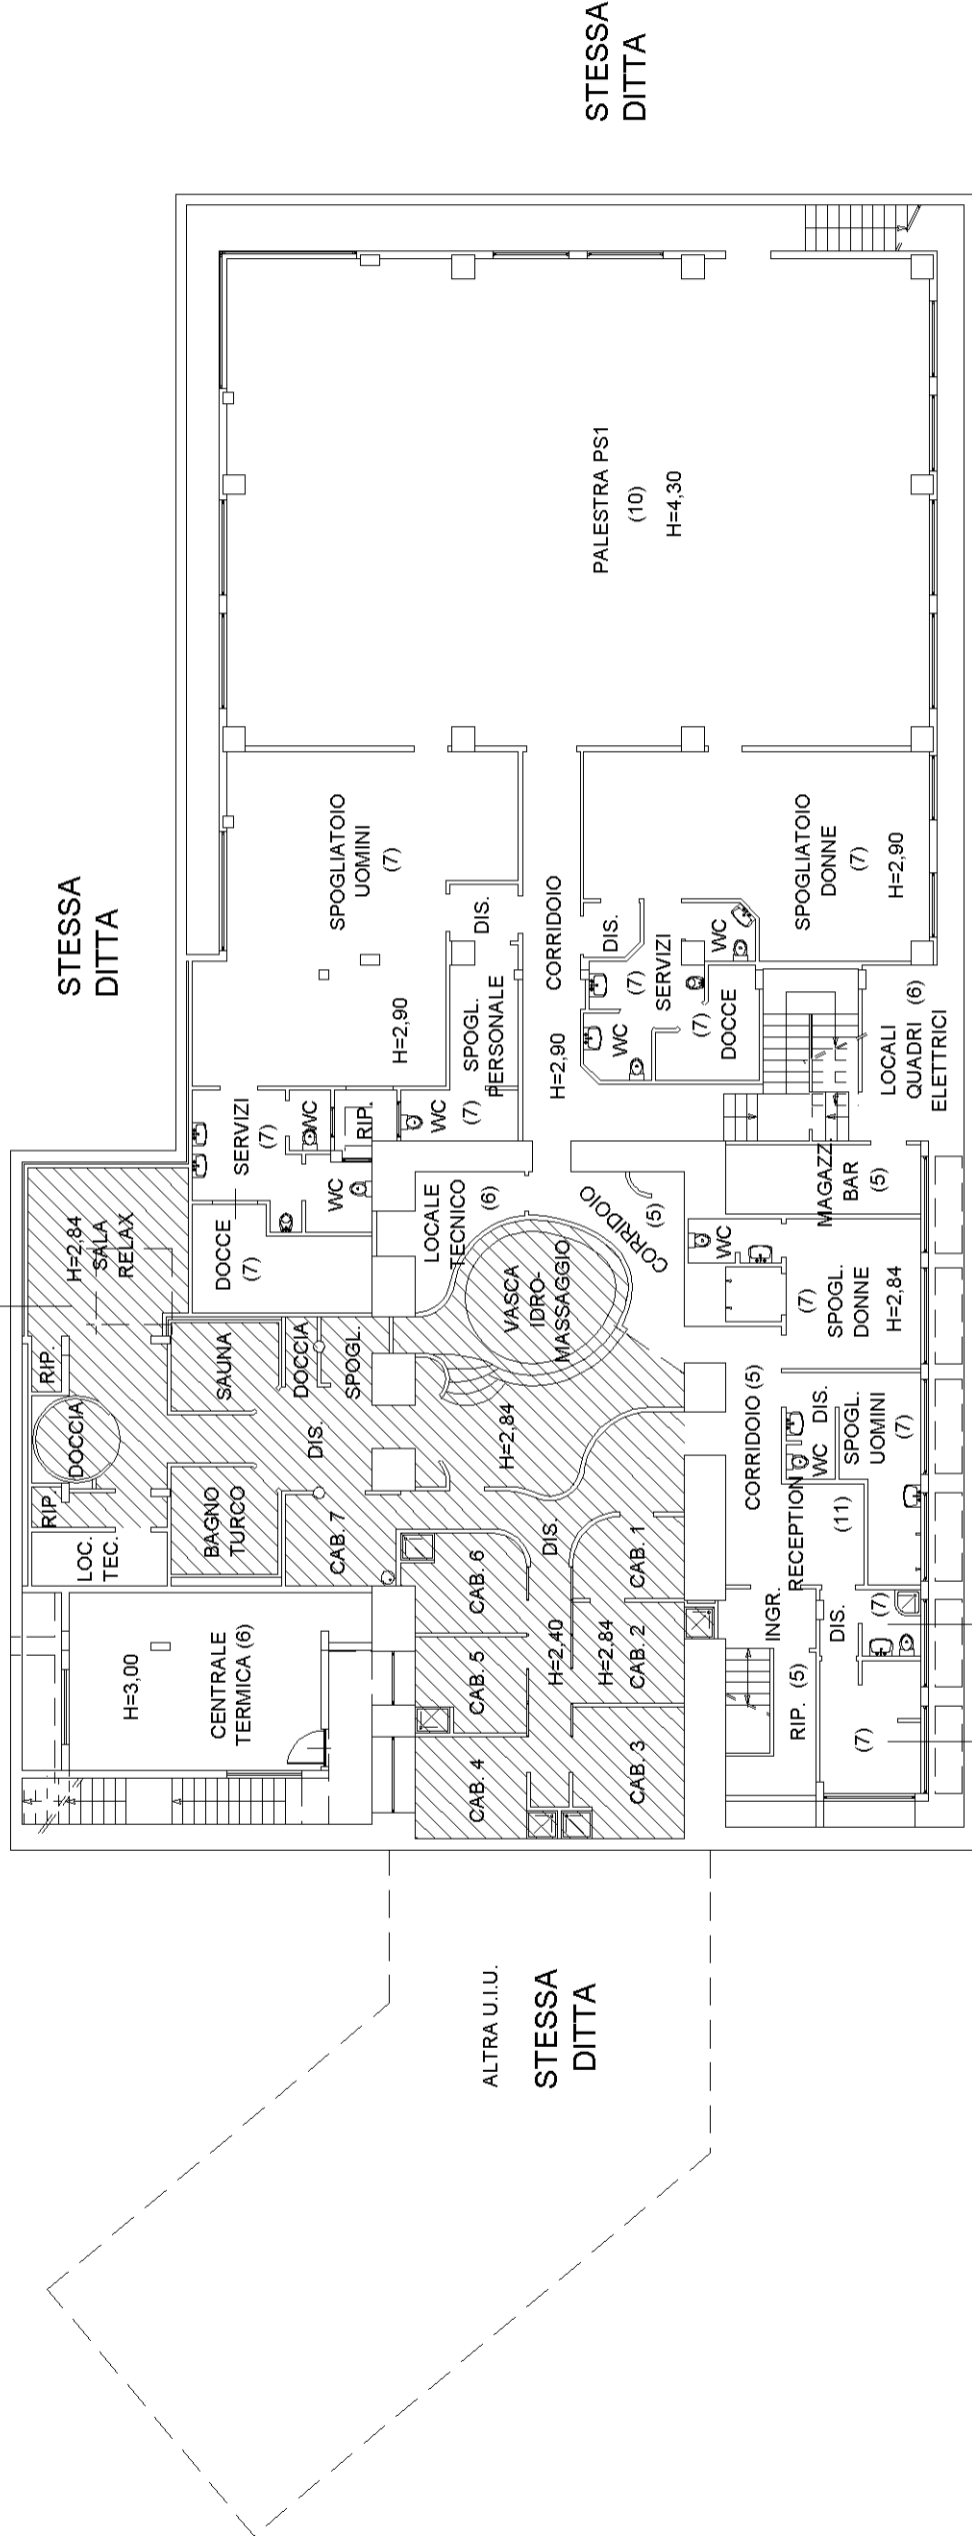 STESSA
DITTA
STESSA
DITTA
PALESTRA PS1
(10)
H=4,30
SPOGLIATOIO
UOMINI
(7)
H=2,90
DIS.
SPOGL.
PERSONALE
WC
(7)
CORRIDOIO
H=2,90
SPOGLIATOIO
DONNE
(7)
H=2,90
DIS.
(7)
SERVIZI
WC
WC
(7)
DOCCE
LOCALI
QUADRI (6)
ELETTRICI
SERVIZI
(7)
WC
RIP.
WC
DOCCE
(7)
H=2,84
SALA
RELAX
LOCALE
TECNICO
(6)
CORRIDOIO
(5)
MAGAZZ.
BAR
(5)
WC
(7)
SPOGL.
DONNE
H=2,84
VASCA
IDRO-
MASSAGGIO
RIP.
DOCCIA
RIP.
LOC.
TEC.
SAUNA
DOCCIA
SPOGL.
DIS.
BAGNO
TURCO
CAB. 7
H=2,84
DIS.
CAB. 6
CAB. 5
CAB. 4
H=2,40
H=2,84
CAB. 1
CAB. 2
CAB. 3
CORRIDOIO (5)
WC
DIS.
SPOGL.
UOMINI
(7)
RECEPTION
(11)
INGR.
DIS.
(7)
RIP. (5)
(7)
H=3,00
CENTRALE
TERMICA (6)
ALTRA U.I.U.
STESSA
DITTA